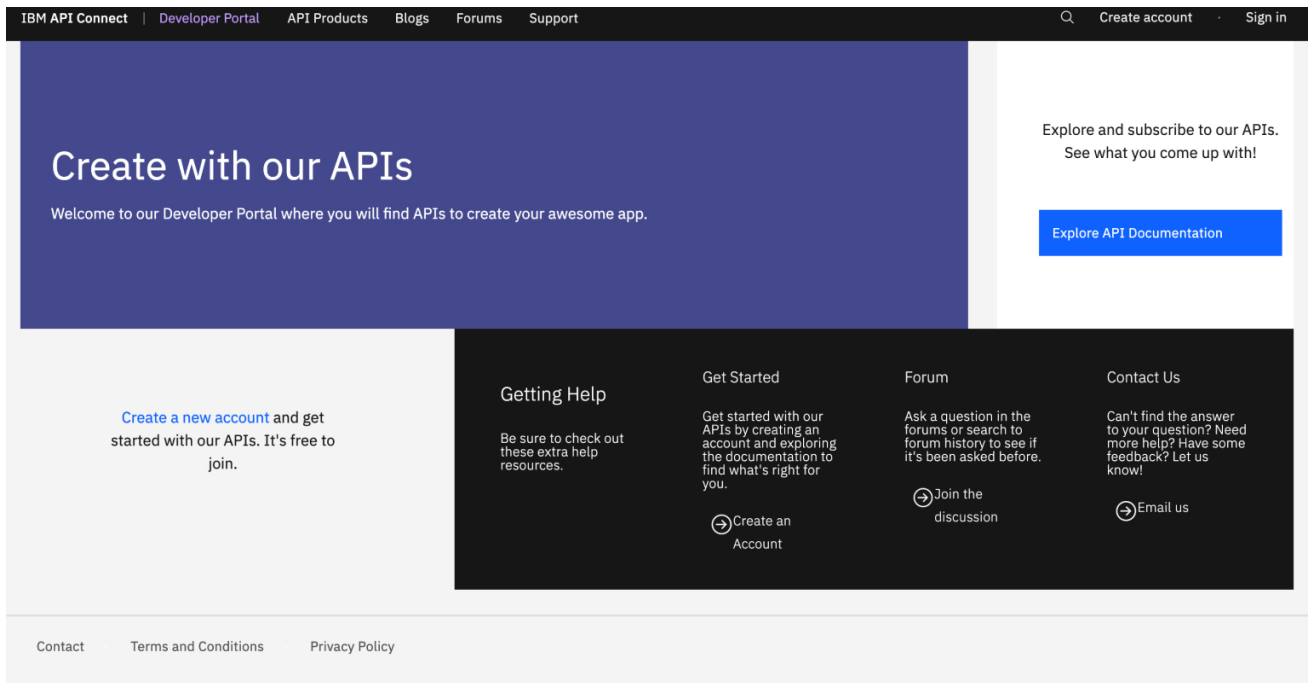 IBM API Connect | Developer Portal API Products Blogs Forums Support Create account · Sign in
Create with our APIs
Welcome to our Developer Portal where you will find APIs to create your awesome app.
Explore and subscribe to our APIs.
See what you come up with!
Explore API Documentation
Create a new account and get
started with our APIs. It's free to
join.
Getting Help
Be sure to check out
these extra help
resources.
Get Started
Get started with our
APIs by creating an
account and exploring
the documentation to
find what's right for
you.
Create an
Account
Forum
Ask a question in the
forums or search to
forum history to see if
it's been asked before.
Join the
discussion
Contact Us
Can't find the answer
to your question? Need
more help? Have some
feedback? Let us
know!
Email us
Contact Terms and Conditions Privacy Policy